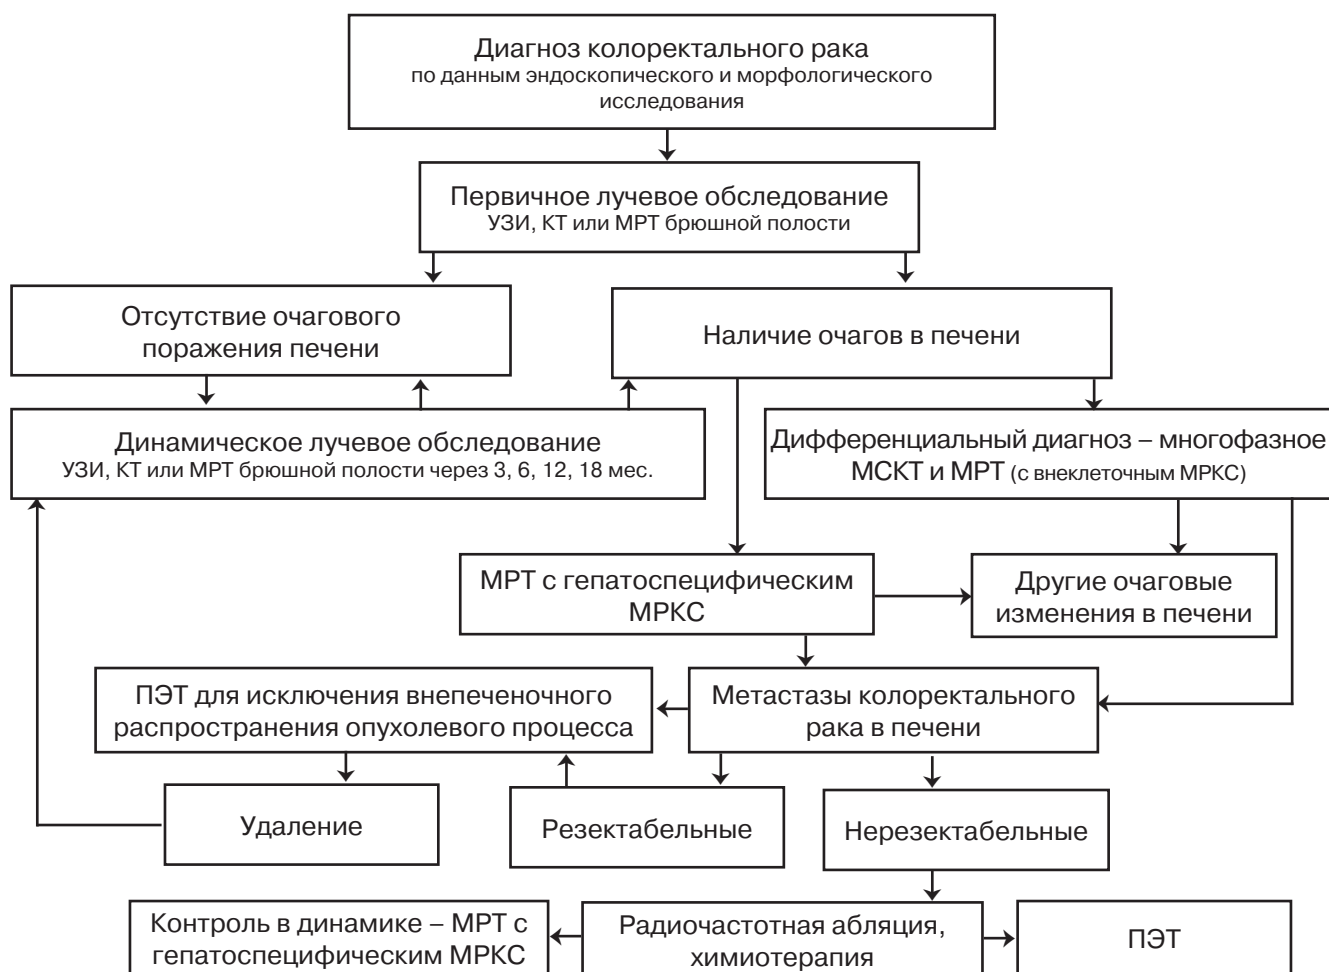 Диагноз колоректального рака
по данным эндоскопического и морфологического
исследования
Первичное лучевое обследование
УЗИ, КТ или МРТ брюшной полости
Отсутствие очагового
поражения печени
Наличие очагов в печени
Динамическое лучевое обследование
УЗИ, КТ или МРТ брюшной полости через 3, 6, 12, 18 мес.
Дифференциальный диагноз – многофазное
МСКТ и МРТ (с внеклеточным МРКС)
МРТ с гепатоспецифическим
МРКС
Другие очаговые
изменения в печени
ПЭТ для исключения внепеченочного
распространения опухолевого процесса
Метастазы колоректального
рака в печени
Удаление
Резектабельные
Нерезектабельные
Контроль в динамике – МРТ с
гепатоспецифическим МРКС
Радиочастотная абляция,
химиотерапия
ПЭТ